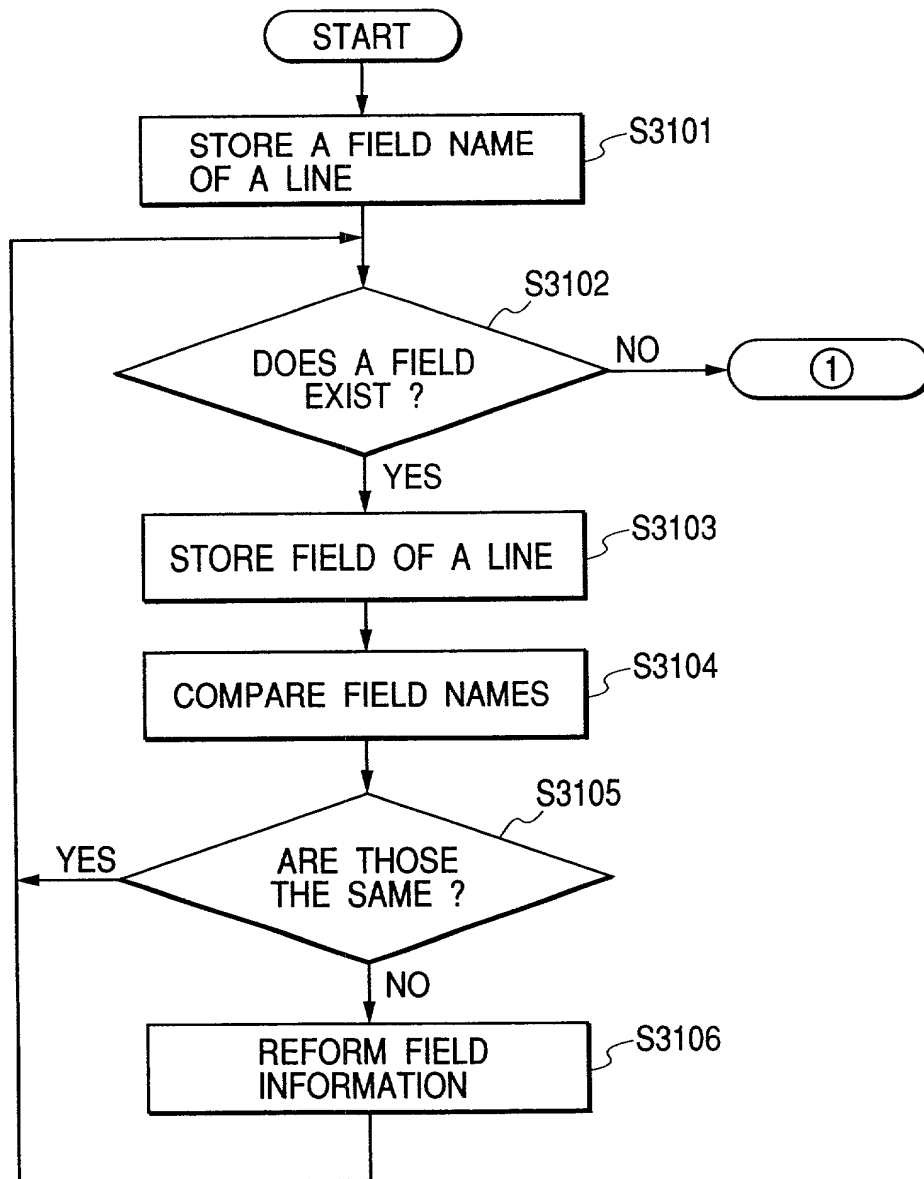 START
S3101
STORE A FIELD NAME
OF A LINE
S3102
DOES A FIELD
EXIST ?
NO
1
YES
S3103
STORE FIELD OF A LINE
S3104
COMPARE FIELD NAMES
S3105
YES
ARE THOSE
THE SAME ?
NO
S3106
REFORM FIELD
INFORMATION